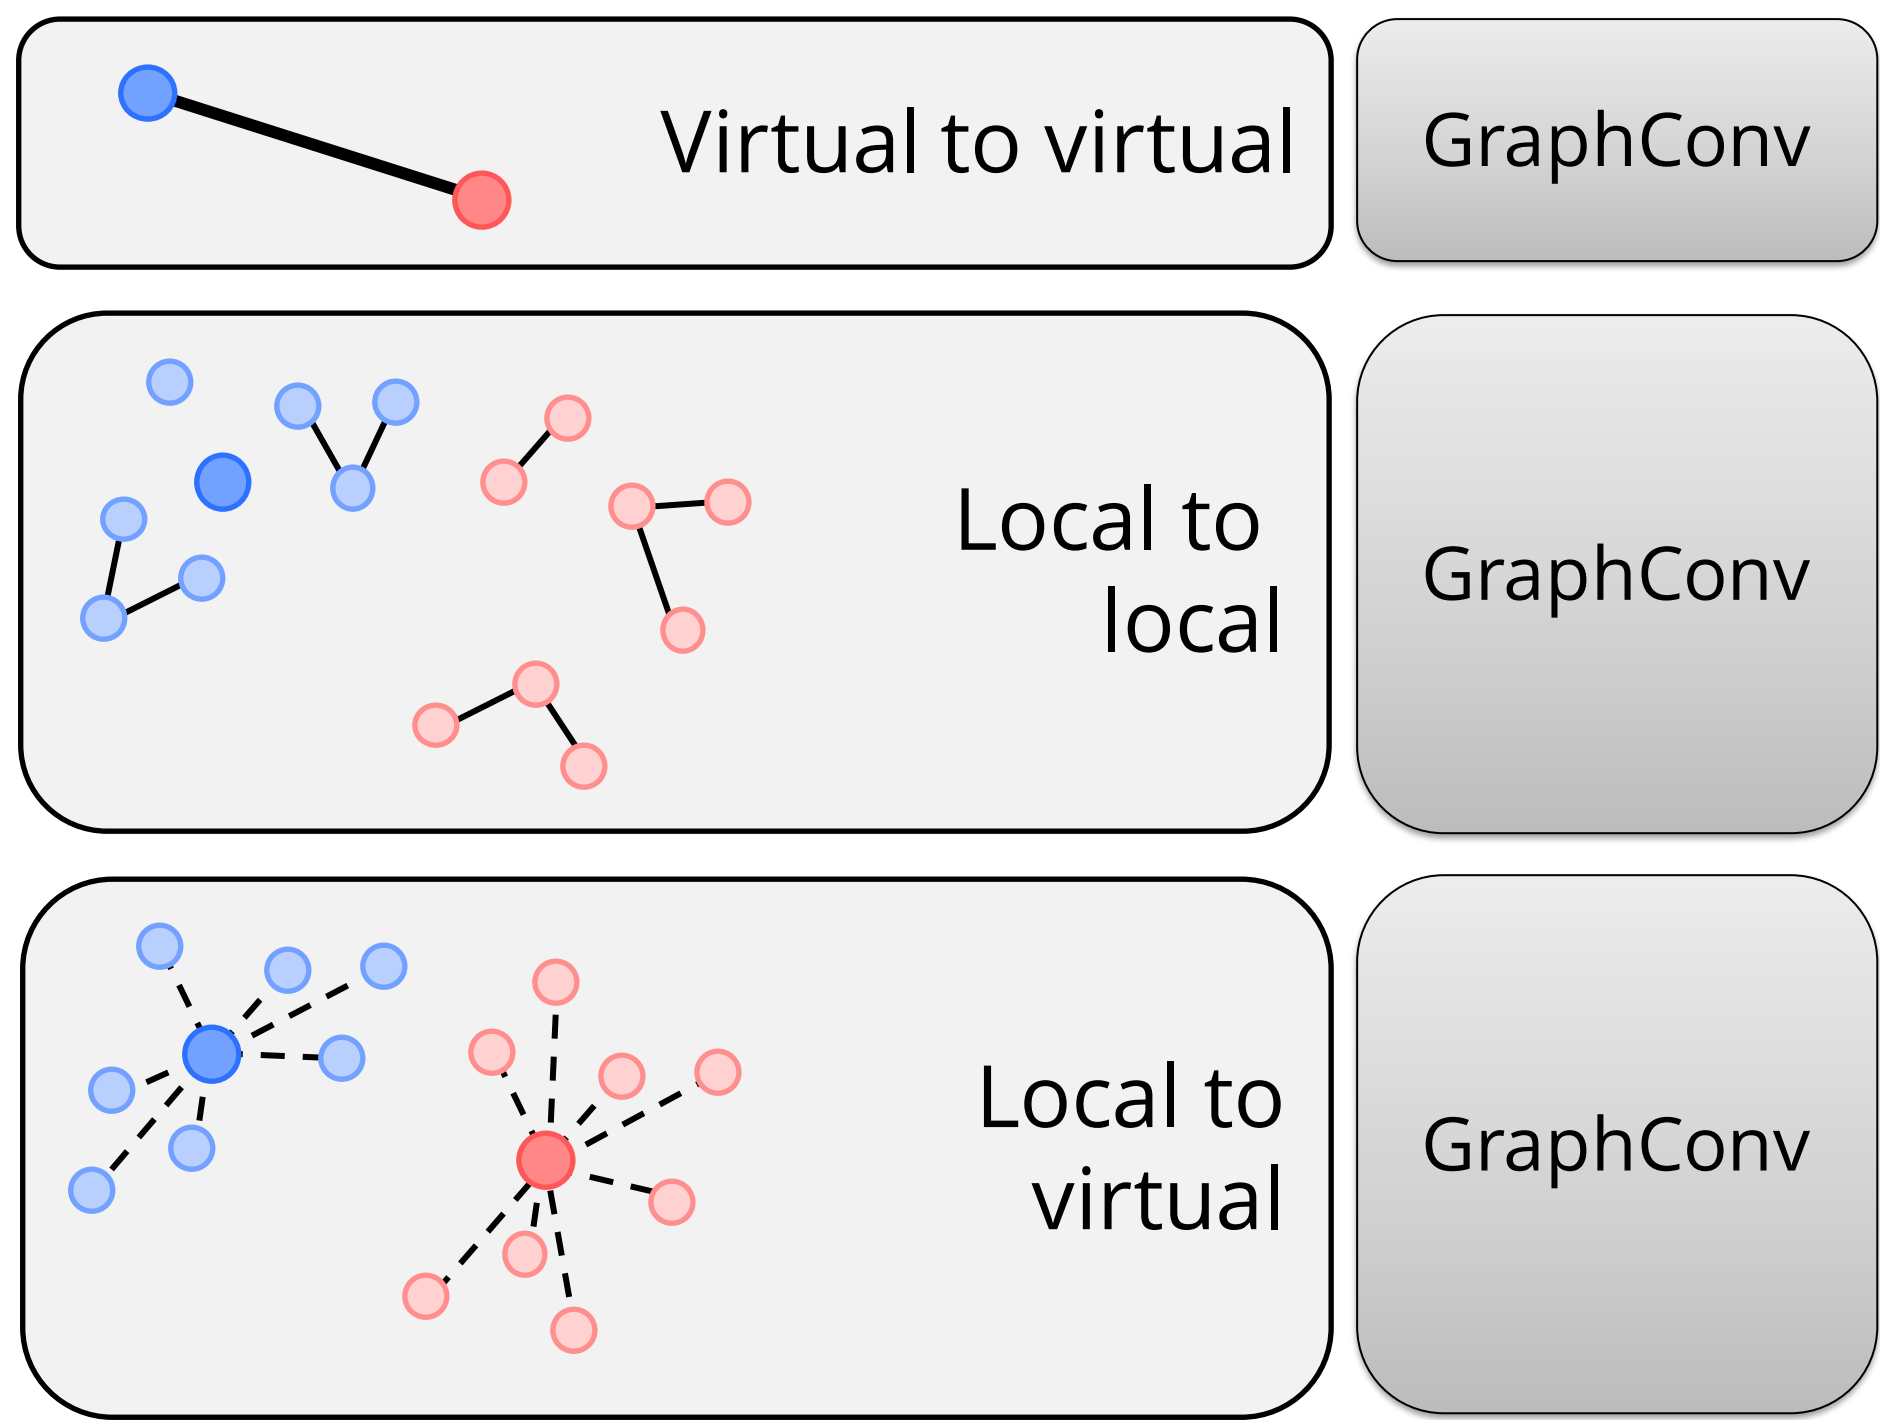 Virtual to virtual
GraphConv
Local to
local
GraphConv
Local to
virtual
GraphConv